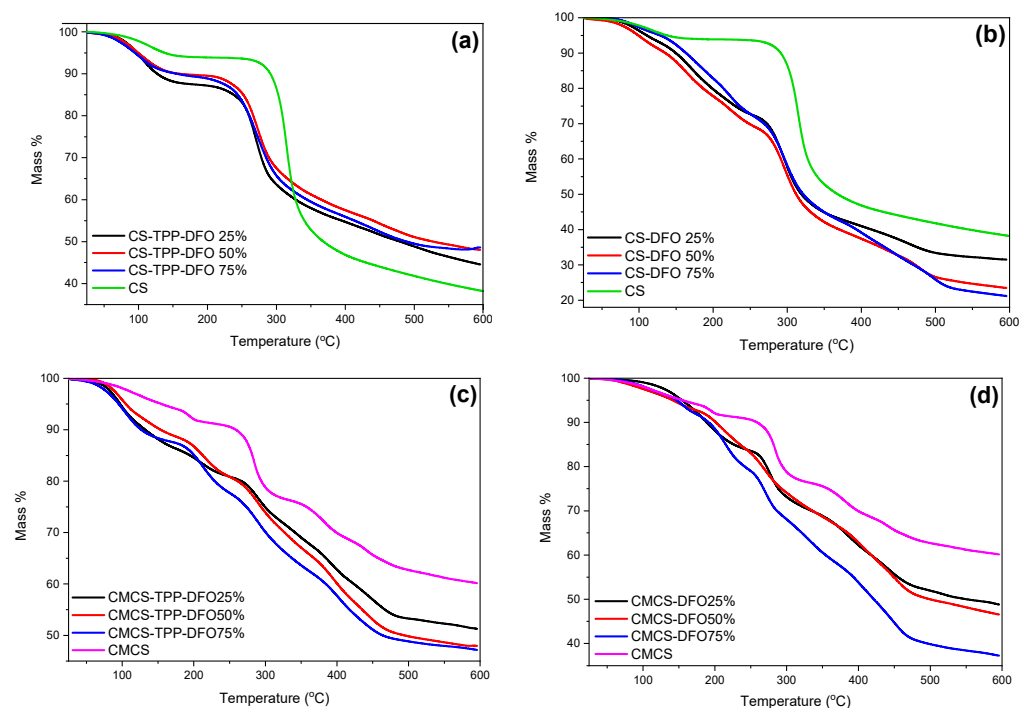 (a)
100
90
80
70
60
50
40
Mass %
CS-TPP-DFO 25%
CS-TPP-DFO 50%
CS-TPP-DFO 75%
CS
100 200 300 400 500 600
Temperature (°C)
(b)
100
90
80
70
60
50
40
30
20
Mass %
CS-DFO 25%
CS-DFO 50%
CS-DFO 75%
CS
100 200 300 400 500 600
Temperature (°C)
(c)
100
90
80
70
60
50
Mass %
CMCS-TPP-DFO25%
CMCS-TPP-DFO50%
CMCS-TPP-DFO75%
CMCS
100 200 300 400 500 600
Temperature (°C)
(d)
100
90
80
70
60
50
40
Mass %
CMCS-DFO25%
CMCS-DFO50%
CMCS-DFO75%
CMCS
100 200 300 400 500 600
Temperature (°C)